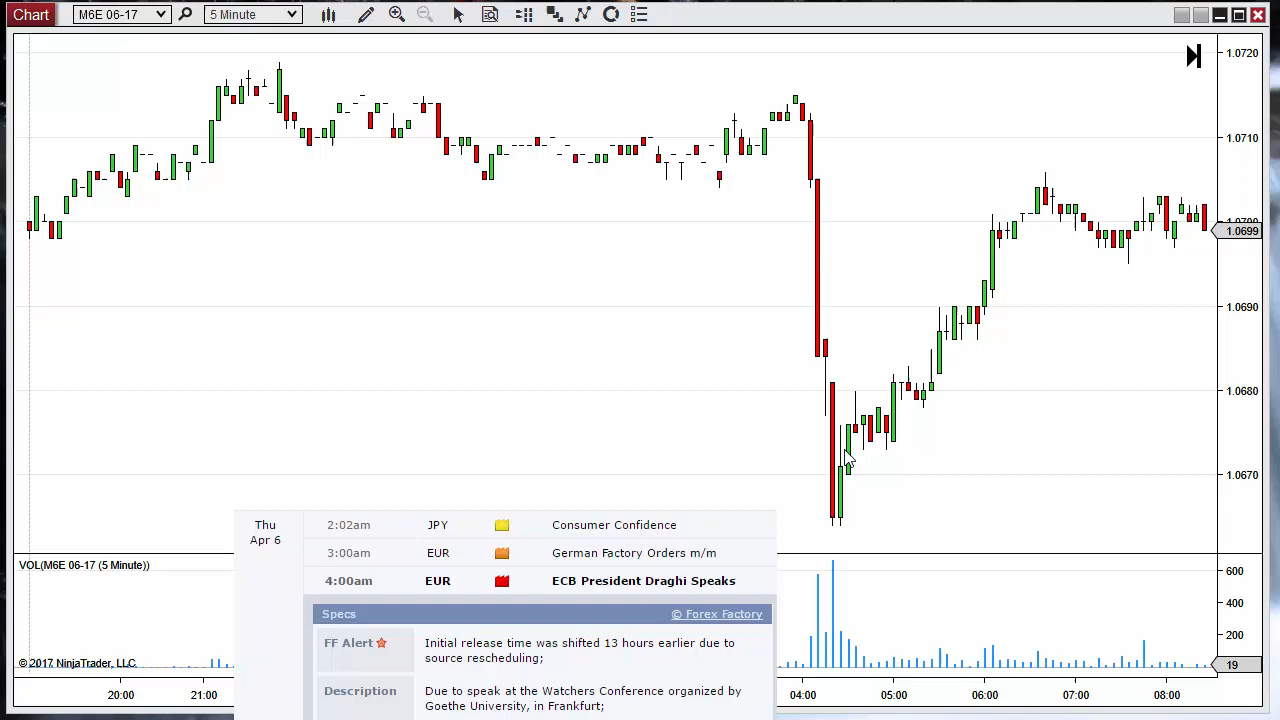 Chart M6E 06-17 5 Minute
1.0720
1.0710
1.0700
1.0699
1.0690
1.0680
1.0670
Thu 2:02am JPY Consumer Confidence
Apr 6
3:00am EUR German Factory Orders m/m
VOL(M6E 06-17 (5 Minute))
600
4:00am EUR ECB President Draghi Speaks
400
Specs © Forex Factory
200
FF Alert Initial release time was shifted 13 hours earlier due to
source rescheduling;
© 2017 NinjaTrader, LLC
19
Description Due to speak at the Watchers Conference organized by
Goethe University, in Frankfurt;
20:00 21:00 04:00 05:00 06:00 07:00 08:00